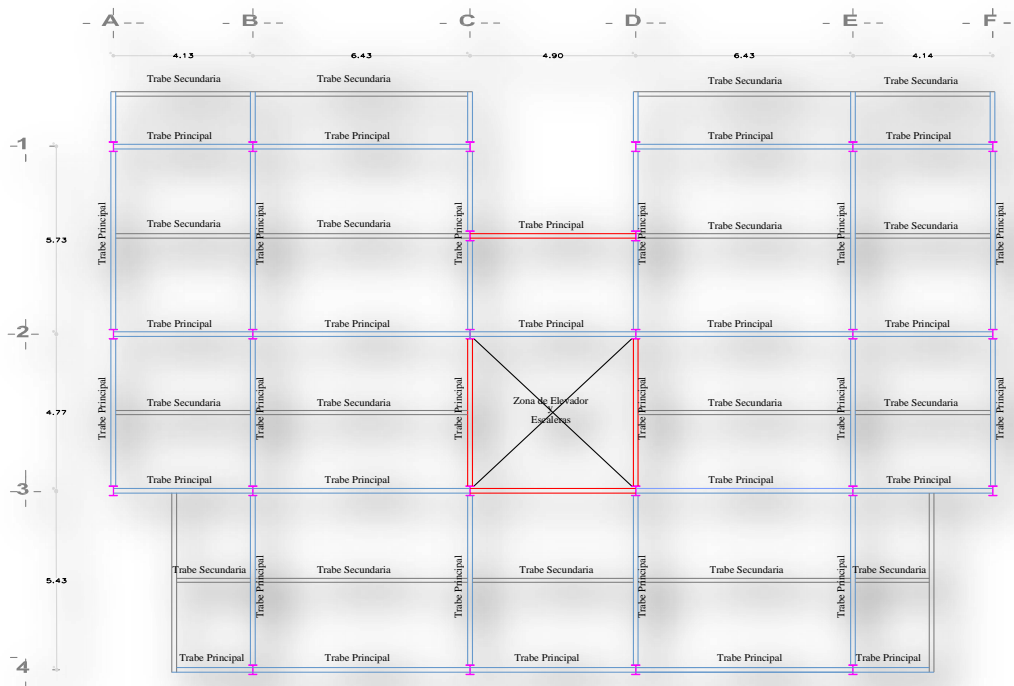 A B C D E F
4.13 6.43 4.90 6.43 4.14
Trabe Secundaria Trabe Secundaria Trabe Secundaria Trabe Secundaria
1
Trabe Principal Trabe Principal Trabe Principal Trabe Principal
Trabe Principal Trabe Principal Trabe Principal Trabe Principal Trabe Principal Trabe Principal
Trabe Secundaria Trabe Secundaria Trabe Principal Trabe Secundaria Trabe Secundaria
5.73
2
Trabe Principal Trabe Principal Trabe Principal Trabe Principal Trabe Principal
Trabe Principal Trabe Principal Trabe Principal Trabe Principal Trabe Principal Trabe Principal
Trabe Secundaria Trabe Secundaria Zona de Elevador Trabe Secundaria Trabe Secundaria
4.77
Escaleras
3
Trabe Principal Trabe Principal Trabe Principal Trabe Principal
Trabe Principal Trabe Principal Trabe Principal Trabe Principal
Trabe Secundaria Trabe Secundaria Trabe Secundaria Trabe Secundaria Trabe Secundaria
5.43
Trabe Principal Trabe Principal Trabe Principal Trabe Principal Trabe Principal
4